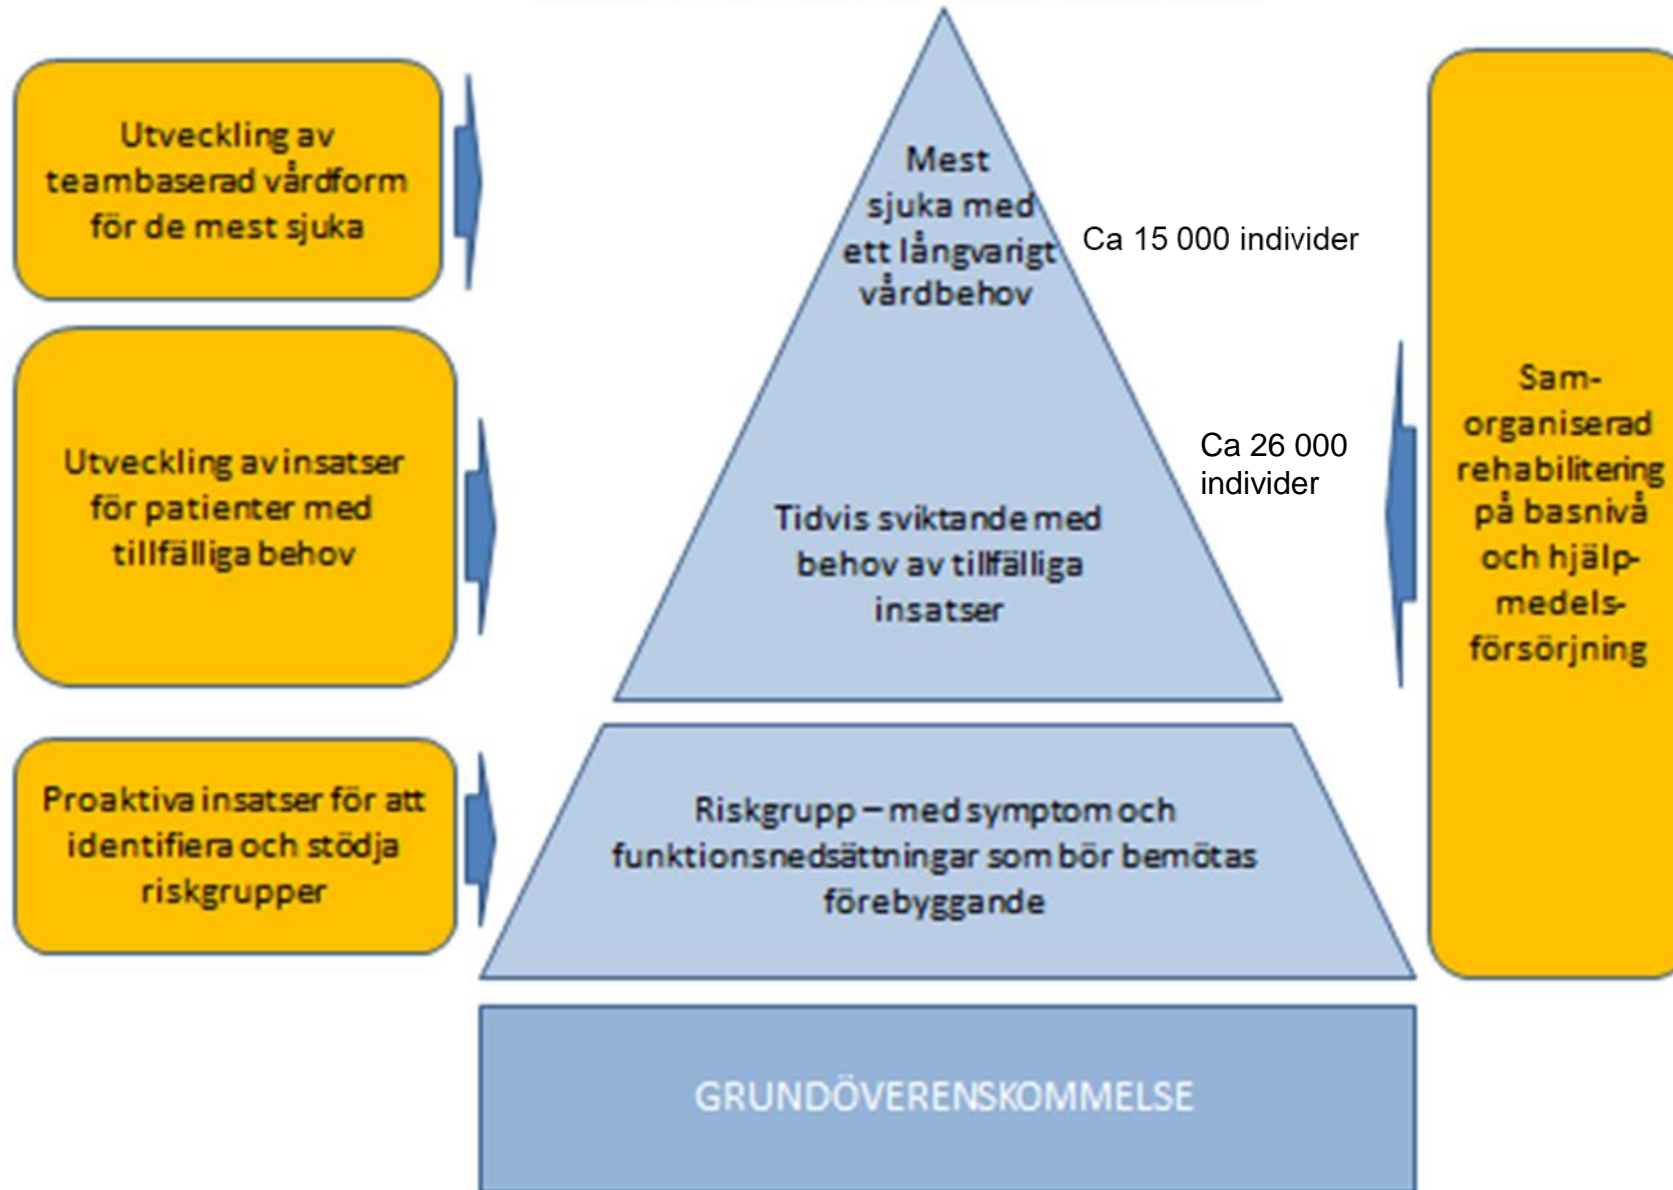 Utveckling av
teambaserad vårdform
för de mest sjuka
Mest
sjuka med
ett långvarigt
vårdbehov
Ca 15 000 individer
Utveckling av insatser
för patienter med
tillfälliga behov
Tidvis sviktande med
behov av tillfälliga
insatser
Ca 26 000
individer
Sam-
organiserad
rehabilitering
på basnivå
och hjälp-
medels-
försörjning
Proaktiva insatser för att
identifiera och stödja
riskgrupper
Riskgrupp – med symptom och
funktionsnedsättningar som bör bemötas
förebyggande
GRUNDÖVERENSKOMMELSE